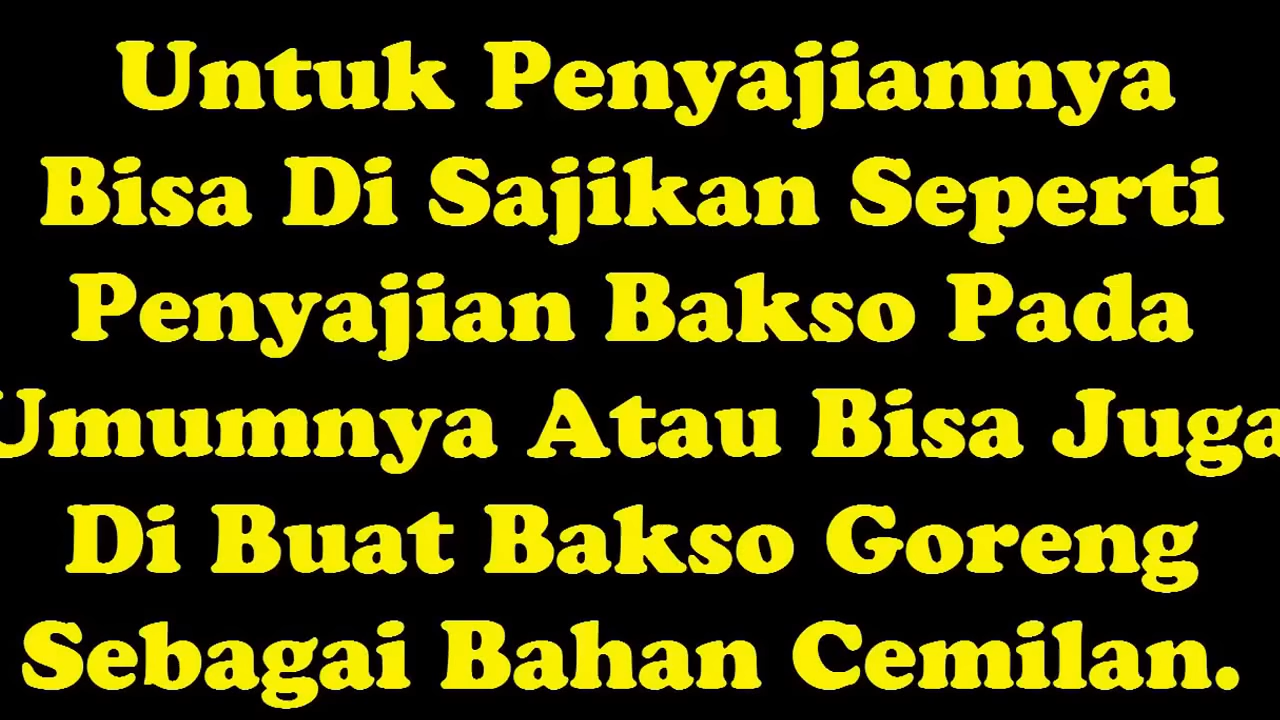 Untuk Penyajiannya
Bisa Di Sajikan Seperti
Penyajian Bakso Pada
Umumnya Atau Bisa Juga
Di Buat Bakso Goreng
Sebagai Bahan Cemilan.